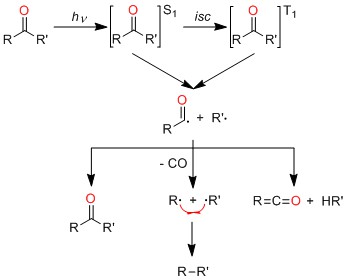 O O S₁ O T₁
hν isc
R R' R R' R R'
O
R C· + R'·
- CO
O R· + ·R' R=C=O + HR'
R R'
R−R'